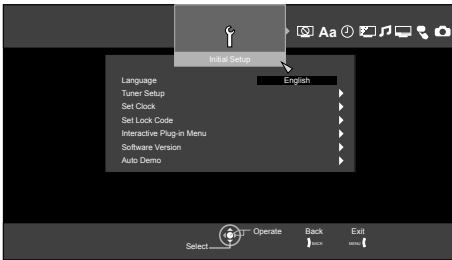 Aa
Initial Setup
Language English
Tuner Setup
Set Clock
Set Lock Code
Interactive Plug-in Menu
Software Version
Auto Demo
Operate Back Exit
Select BACK MENU